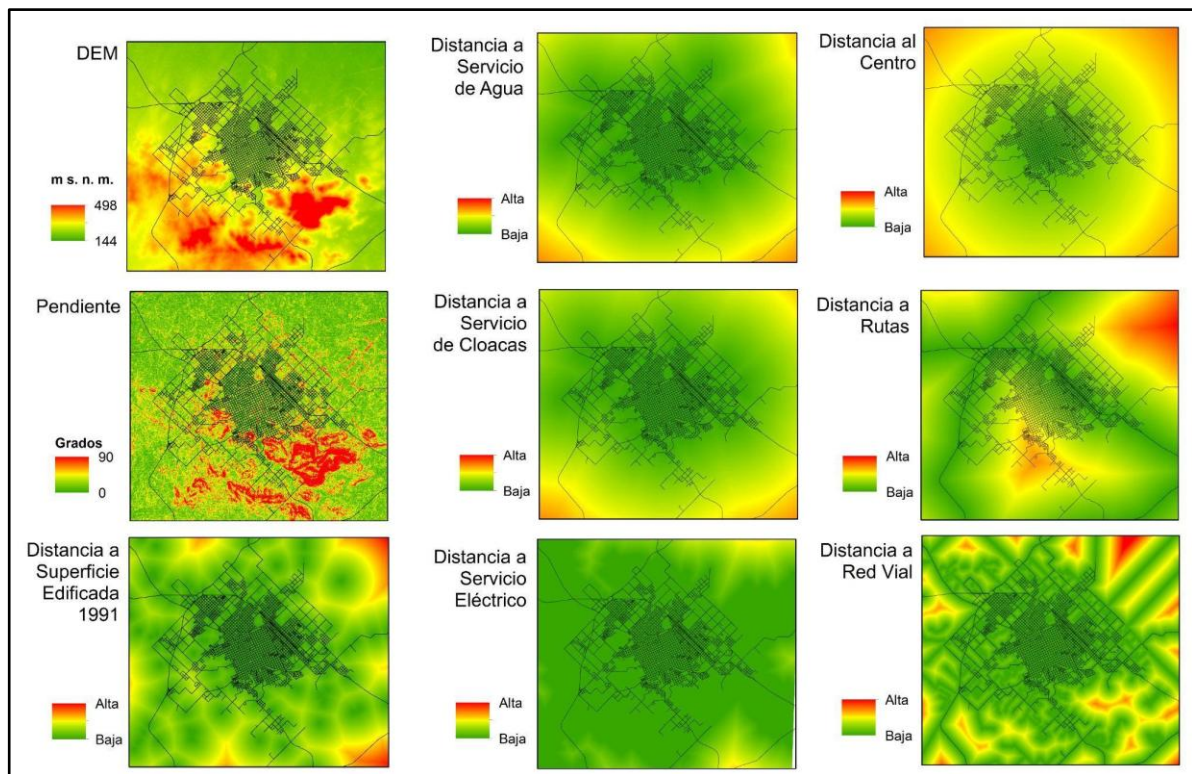 DEM
m s. n. m.
498
144
Distancia a
Servicio
de Agua
Alta
Baja
Distancia al
Centro
Alta
Baja
Pendiente
Grados
90
0
Distancia a
Servicio
de Cloacas
Alta
Baja
Distancia a
Rutas
Alta
Baja
Distancia a
Superficie
Edificada
1991
Alta
Baja
Distancia a
Servicio
Eléctrico
Alta
Baja
Distancia a
Red Vial
Alta
Baja